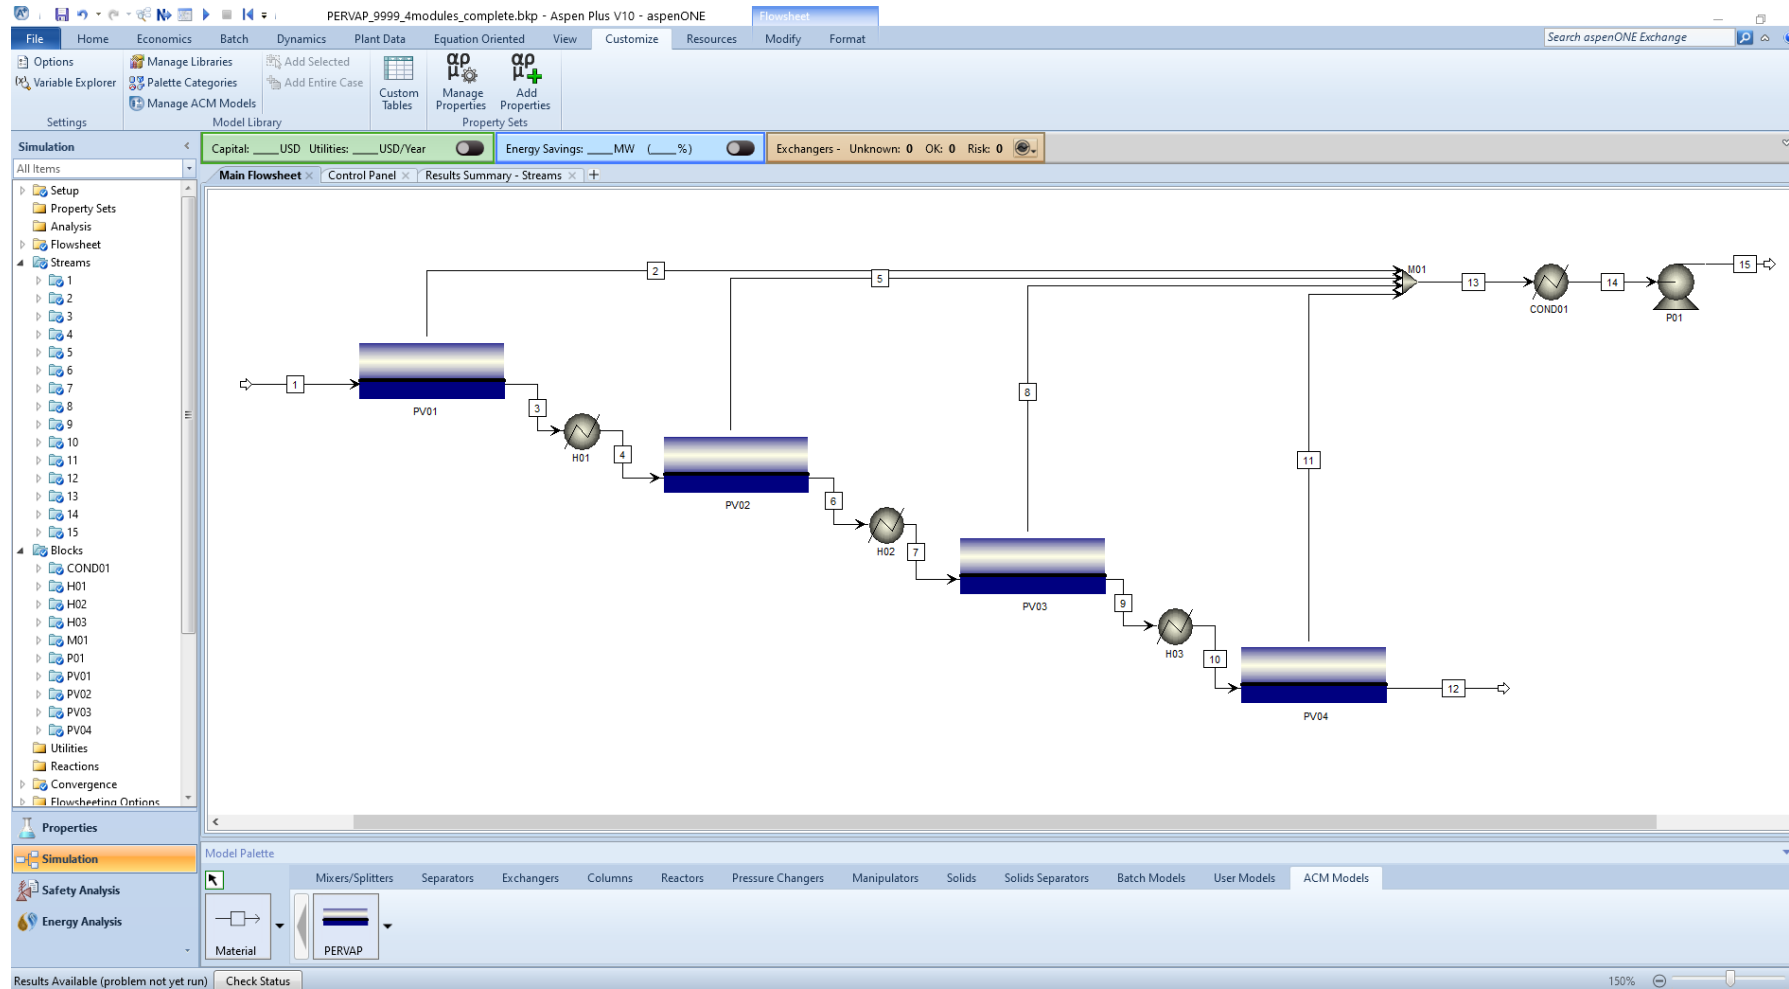 PERVAP_9999_4modules_complete.bkp - Aspen Plus V10 - aspenONE
Flowsheet
File Home Economics Batch Dynamics Plant Data Equation Oriented View Customize Resources Modify Format
Search aspenONE Exchange
Options
Variable Explorer
Settings
Manage Libraries
Palette Categories
Manage ACM Models
Add Selected
Add Entire Case
Model Library
Custom
Tables
Manage
Properties
Add
Properties
Property Sets
Simulation
All Items
Setup
Property Sets
Analysis
Flowsheet
Streams
1
2
3
4
5
6
7
8
9
10
11
12
13
14
15
Blocks
COND01
H01
H02
H03
M01
P01
PV01
PV02
PV03
PV04
Utilities
Reactions
Convergence
Flowsheeting Options
Properties
Simulation
Safety Analysis
Energy Analysis
Capital: ____USD Utilities: ____USD/Year
Energy Savings: ____MW (____%)
Exchangers - Unknown: 0 OK: 0 Risk: 0
Main Flowsheet Control Panel Results Summary - Streams
2
5
M01
13
COND01
14
P01
15
1
PV01
3
H01
4
PV02
6
H02
7
8
PV03
9
H03
10
11
PV04
12
Model Palette
Mixers/Splitters Separators Exchangers Columns Reactors Pressure Changers Manipulators Solids Solids Separators Batch Models User Models ACM Models
Material
PERVAP
Results Available (problem not yet run) Check Status
150%